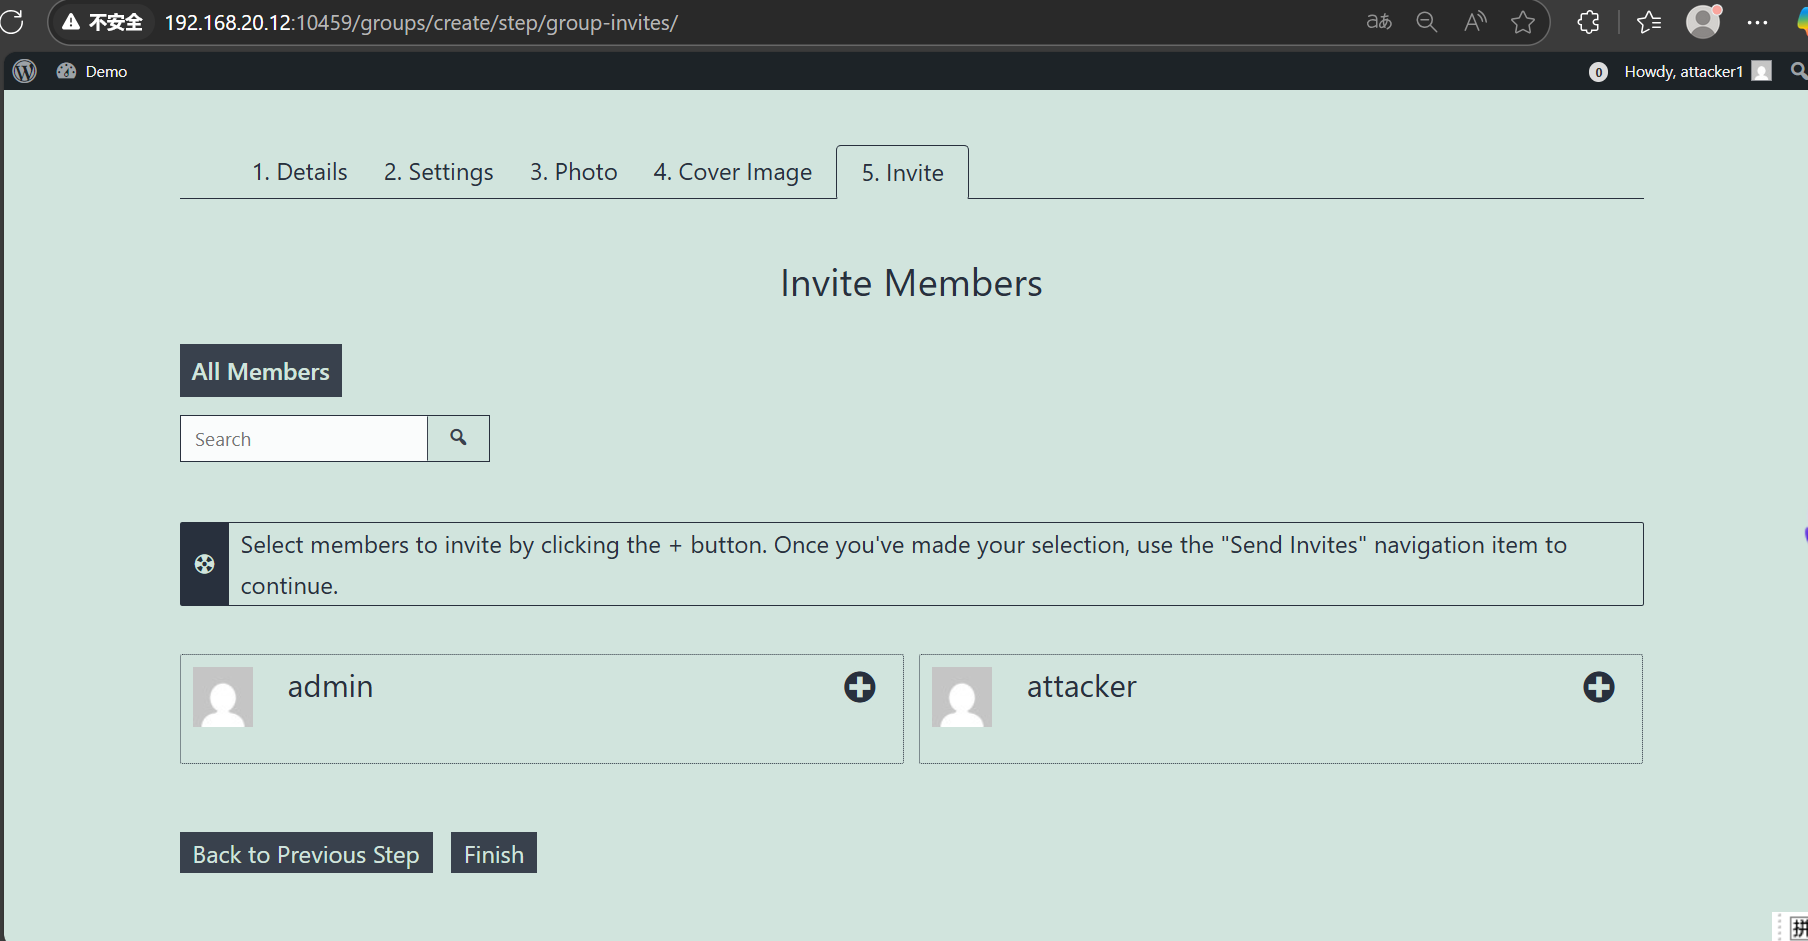 不安全 192.168.20.12:10459/groups/create/step/group-invites/
Demo 0 Howdy, attacker1
1. Details 2. Settings 3. Photo 4. Cover Image 5. Invite
Invite Members
All Members
Search
Select members to invite by clicking the + button. Once you've made your selection, use the "Send Invites" navigation item to
continue.
admin attacker
Back to Previous Step Finish
拼